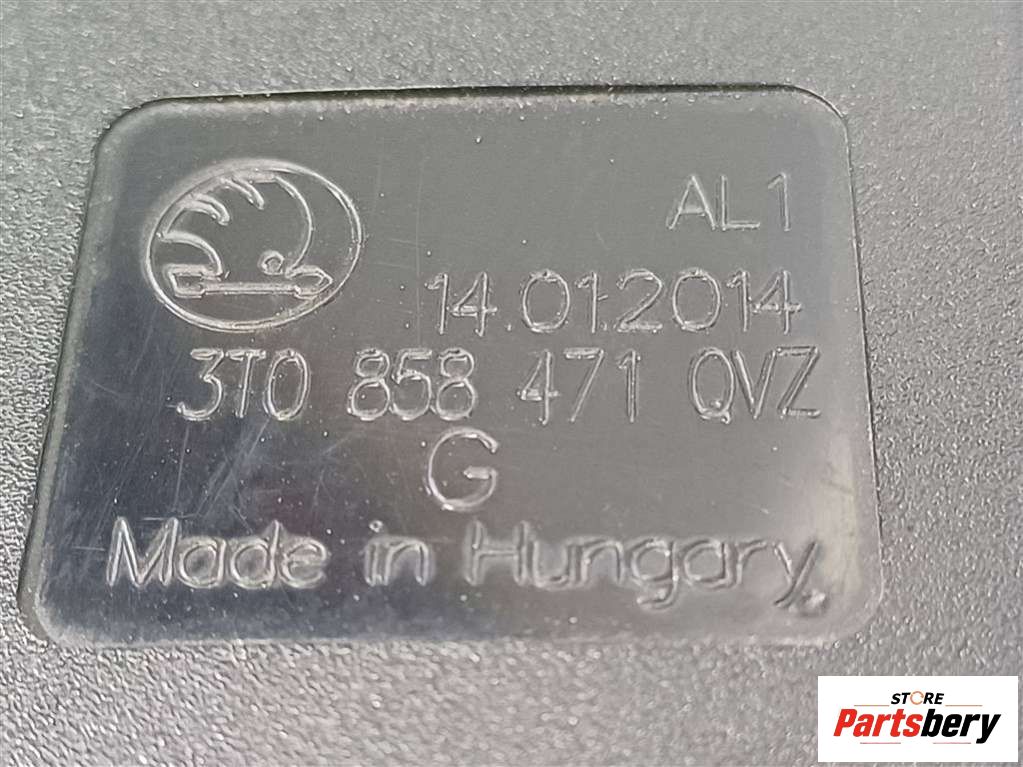 AL1
14.01.2014
3T0 858 471 QVZ
G
Made in Hungary.
STORE
Partsbery